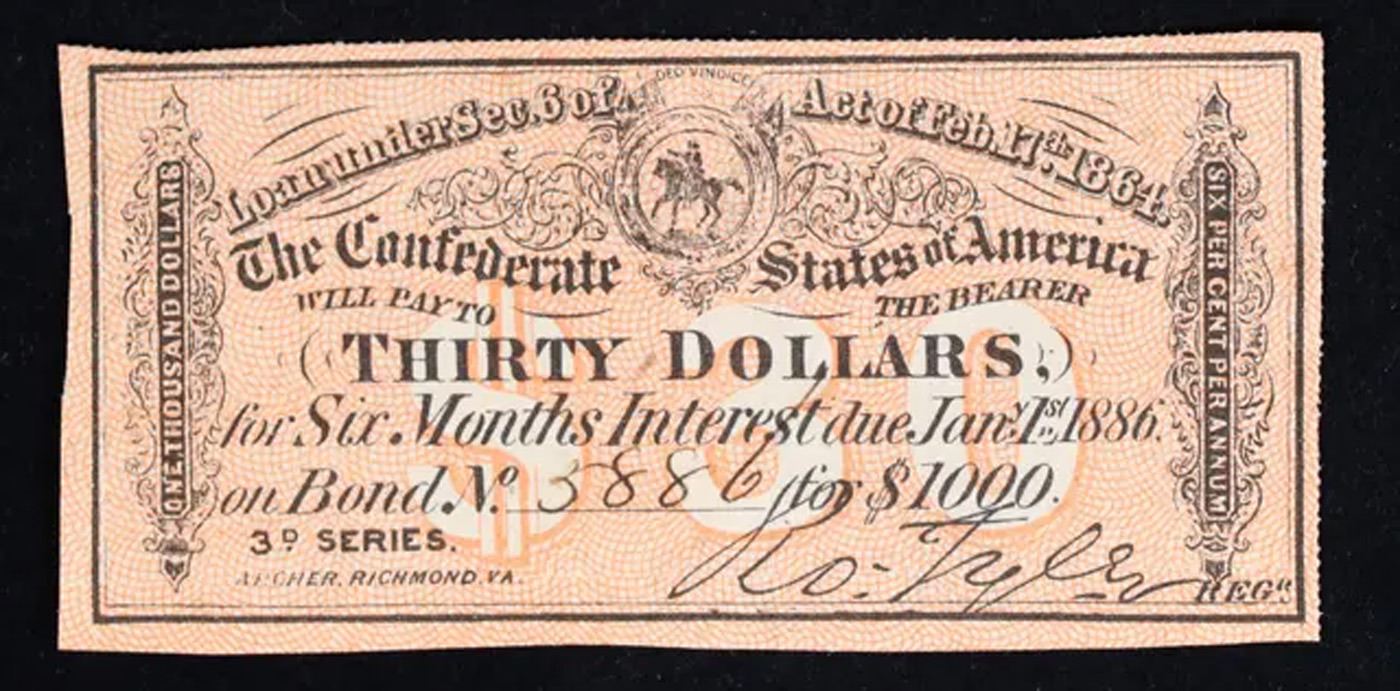 DEO VINDICE
Loan under Sec. 6 of Act of Feb. 17th 1864.
The Confederate States of America
WILL PAY TO THE BEARER
THIRTY DOLLARS,
for Six Months Interest due Jany. 1st 1886.
on Bond No. 3886 for $1000.
3D SERIES.
Ro. Tyler REGR
ARCHER, RICHMOND. VA.
ONE THOUSAND DOLLARS
SIX PER CENT PER ANNUM
$30